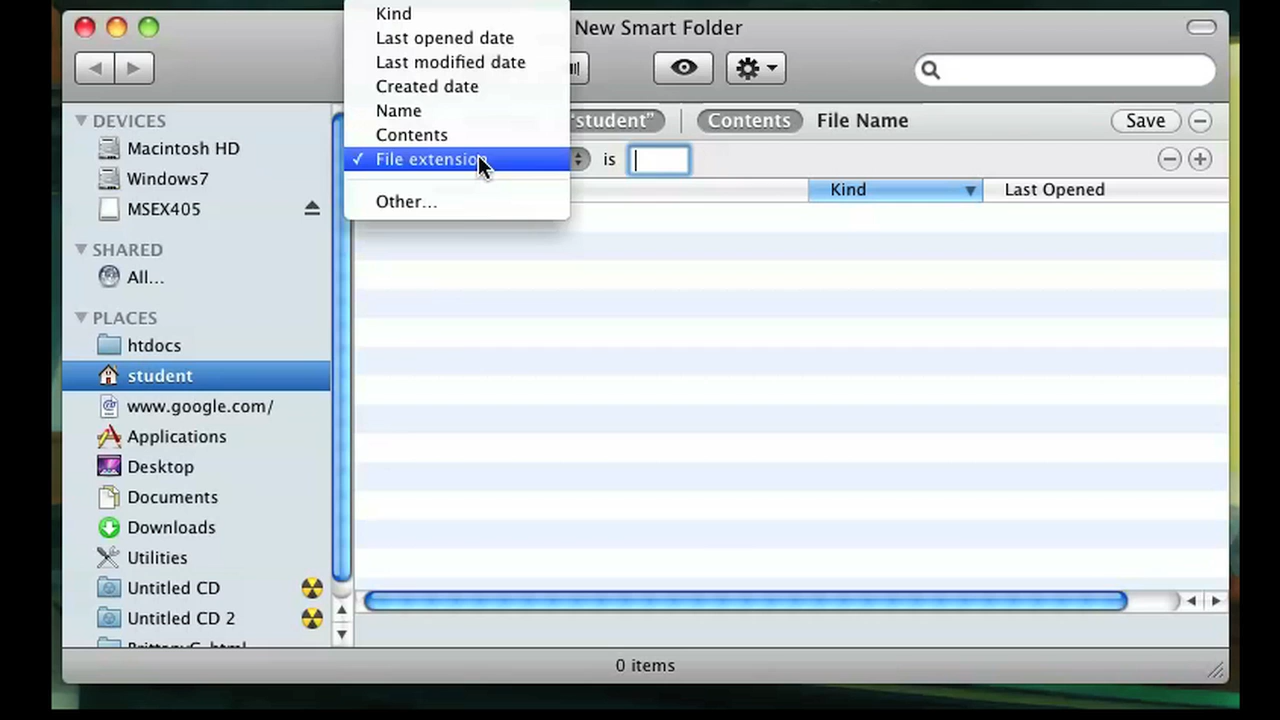 Kind
New Smart Folder
Last opened date
Last modified date
Created date
Name
DEVICES
"student"
Contents
File Name
Save
Contents
Macintosh HD
File extension
is
Windows7
Kind
Last Opened
MSEX405
Other...
SHARED
All...
PLACES
htdocs
student
www.google.com/
Applications
Desktop
Documents
Downloads
Utilities
Untitled CD
Untitled CD 2
0 items